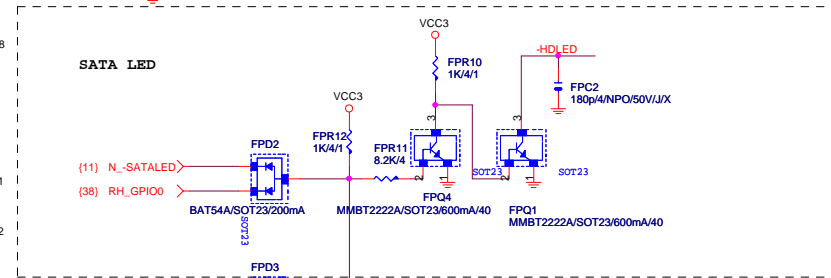 8
SATA LED
VCC3
FPR10
1K/4/1
-HDLED
FPC2
180p/4/NPO/50V/J/X
VCC3
FPR12
1K/4/1
FPR11
8.2K/4
3
3
FPD2
{11} N_-SATALED
{38} RH_GPIO0
1
2
1
SOT23
2
1
SOT23
BAT54A/SOT23/200mA
SOT23
FPQ4
MMBT2222A/SOT23/600mA/40
FPQ1
MMBT2222A/SOT23/600mA/40
2
FPD3